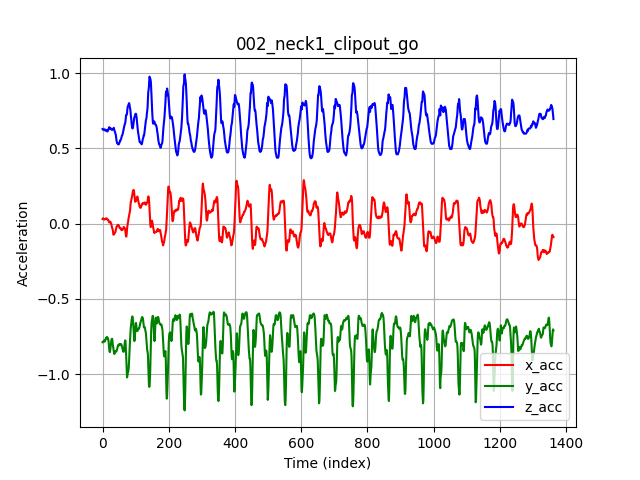 002_neck1_clipout_go
1.0
0.5
0.0
−0.5
−1.0
Acceleration
0 200 400 600 800 1000 1200 1400
Time (index)
x_acc
y_acc
z_acc